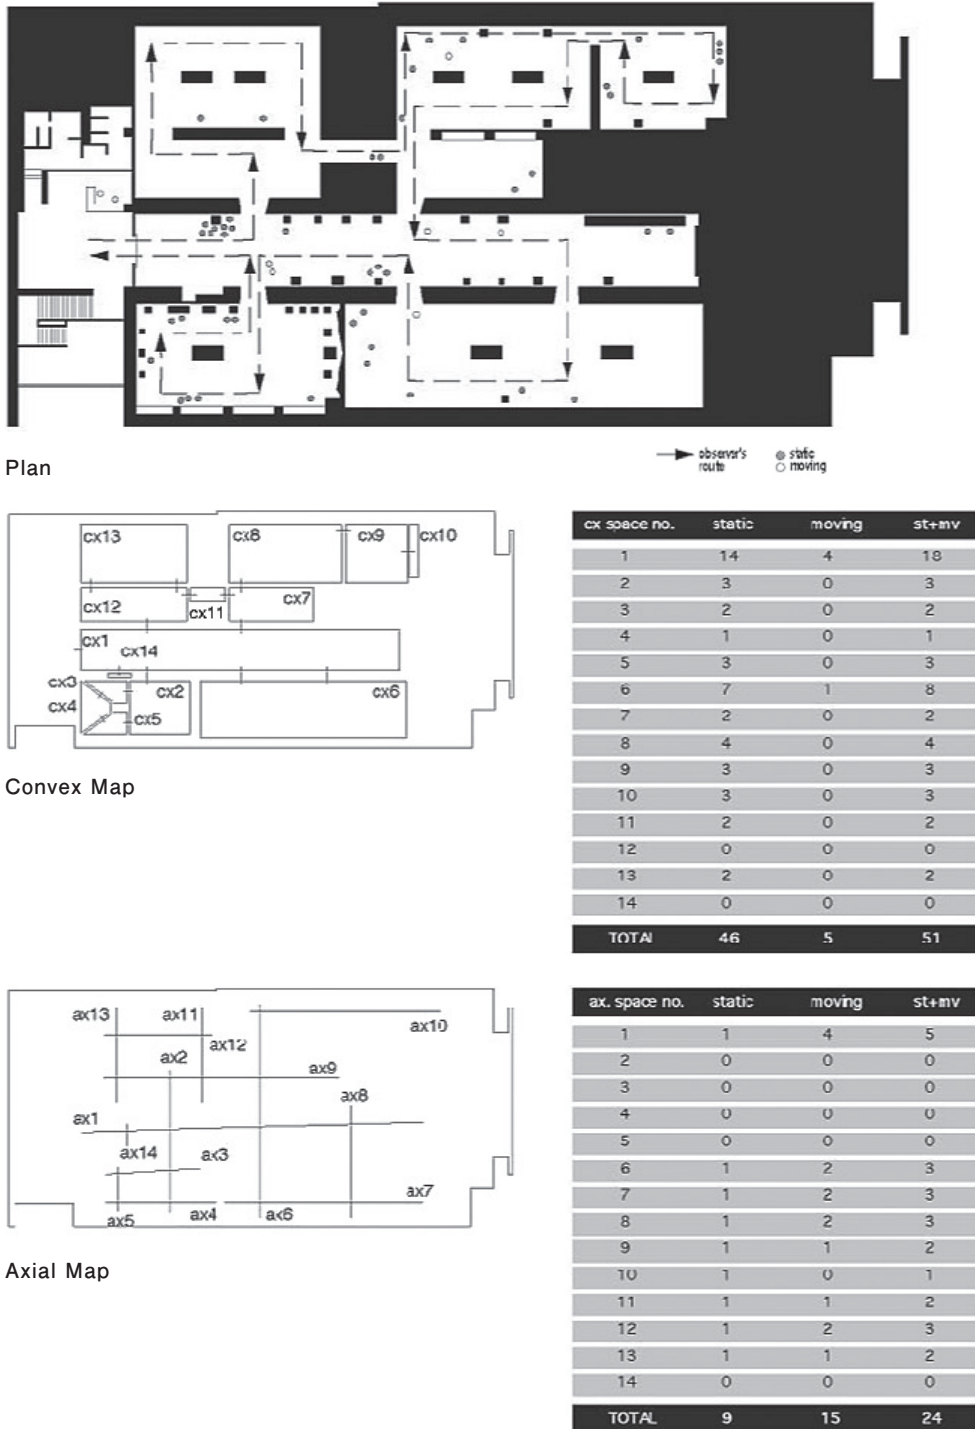 observer's route
static
moving
Plan
cx13
cx8
cx9
cx10
cx12
cx11
cx7
cx1
cx14
cx3
cx2
cx6
cx4
cx5
Convex Map
cx space no. static moving st+mv
1 14 4 18
2 3 0 3
3 2 0 2
4 1 0 1
5 3 0 3
6 7 1 8
7 2 0 2
8 4 0 4
9 3 0 3
10 3 0 3
11 2 0 2
12 0 0 0
13 2 0 2
14 0 0 0
TOTAL 46 5 51
ax13
ax11
ax10
ax12
ax2
ax9
ax8
ax1
ax14
ax3
ax7
ax5
ax4
ax6
Axial Map
ax. space no. static moving st+mv
1 1 4 5
2 0 0 0
3 0 0 0
4 0 0 0
5 0 0 0
6 1 2 3
7 1 2 3
8 1 2 3
9 1 1 2
10 1 0 1
11 1 1 2
12 1 2 3
13 1 1 2
14 0 0 0
TOTAL 9 15 24